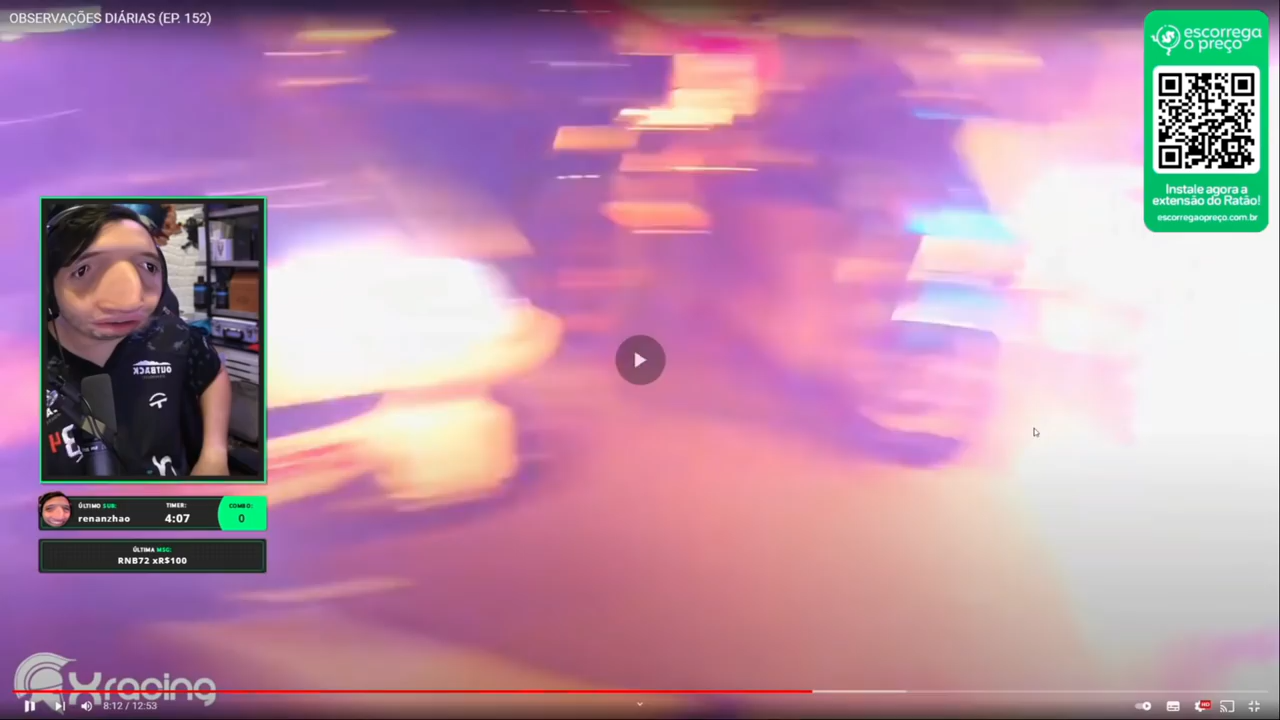 OBSERVAÇÕES DIÁRIAS (EP. 152)
escorrega
o preço
Instale agora a
extensão do Ratão!
escorregaopreço.com.br
OUTBACK
ÚLTIMO SUB:
renanzhao
TIMER:
4:07
COMBO:
0
ÚLTIMA MSG:
RNB72 xR$100
Xracing
8:12 / 12:53
HD